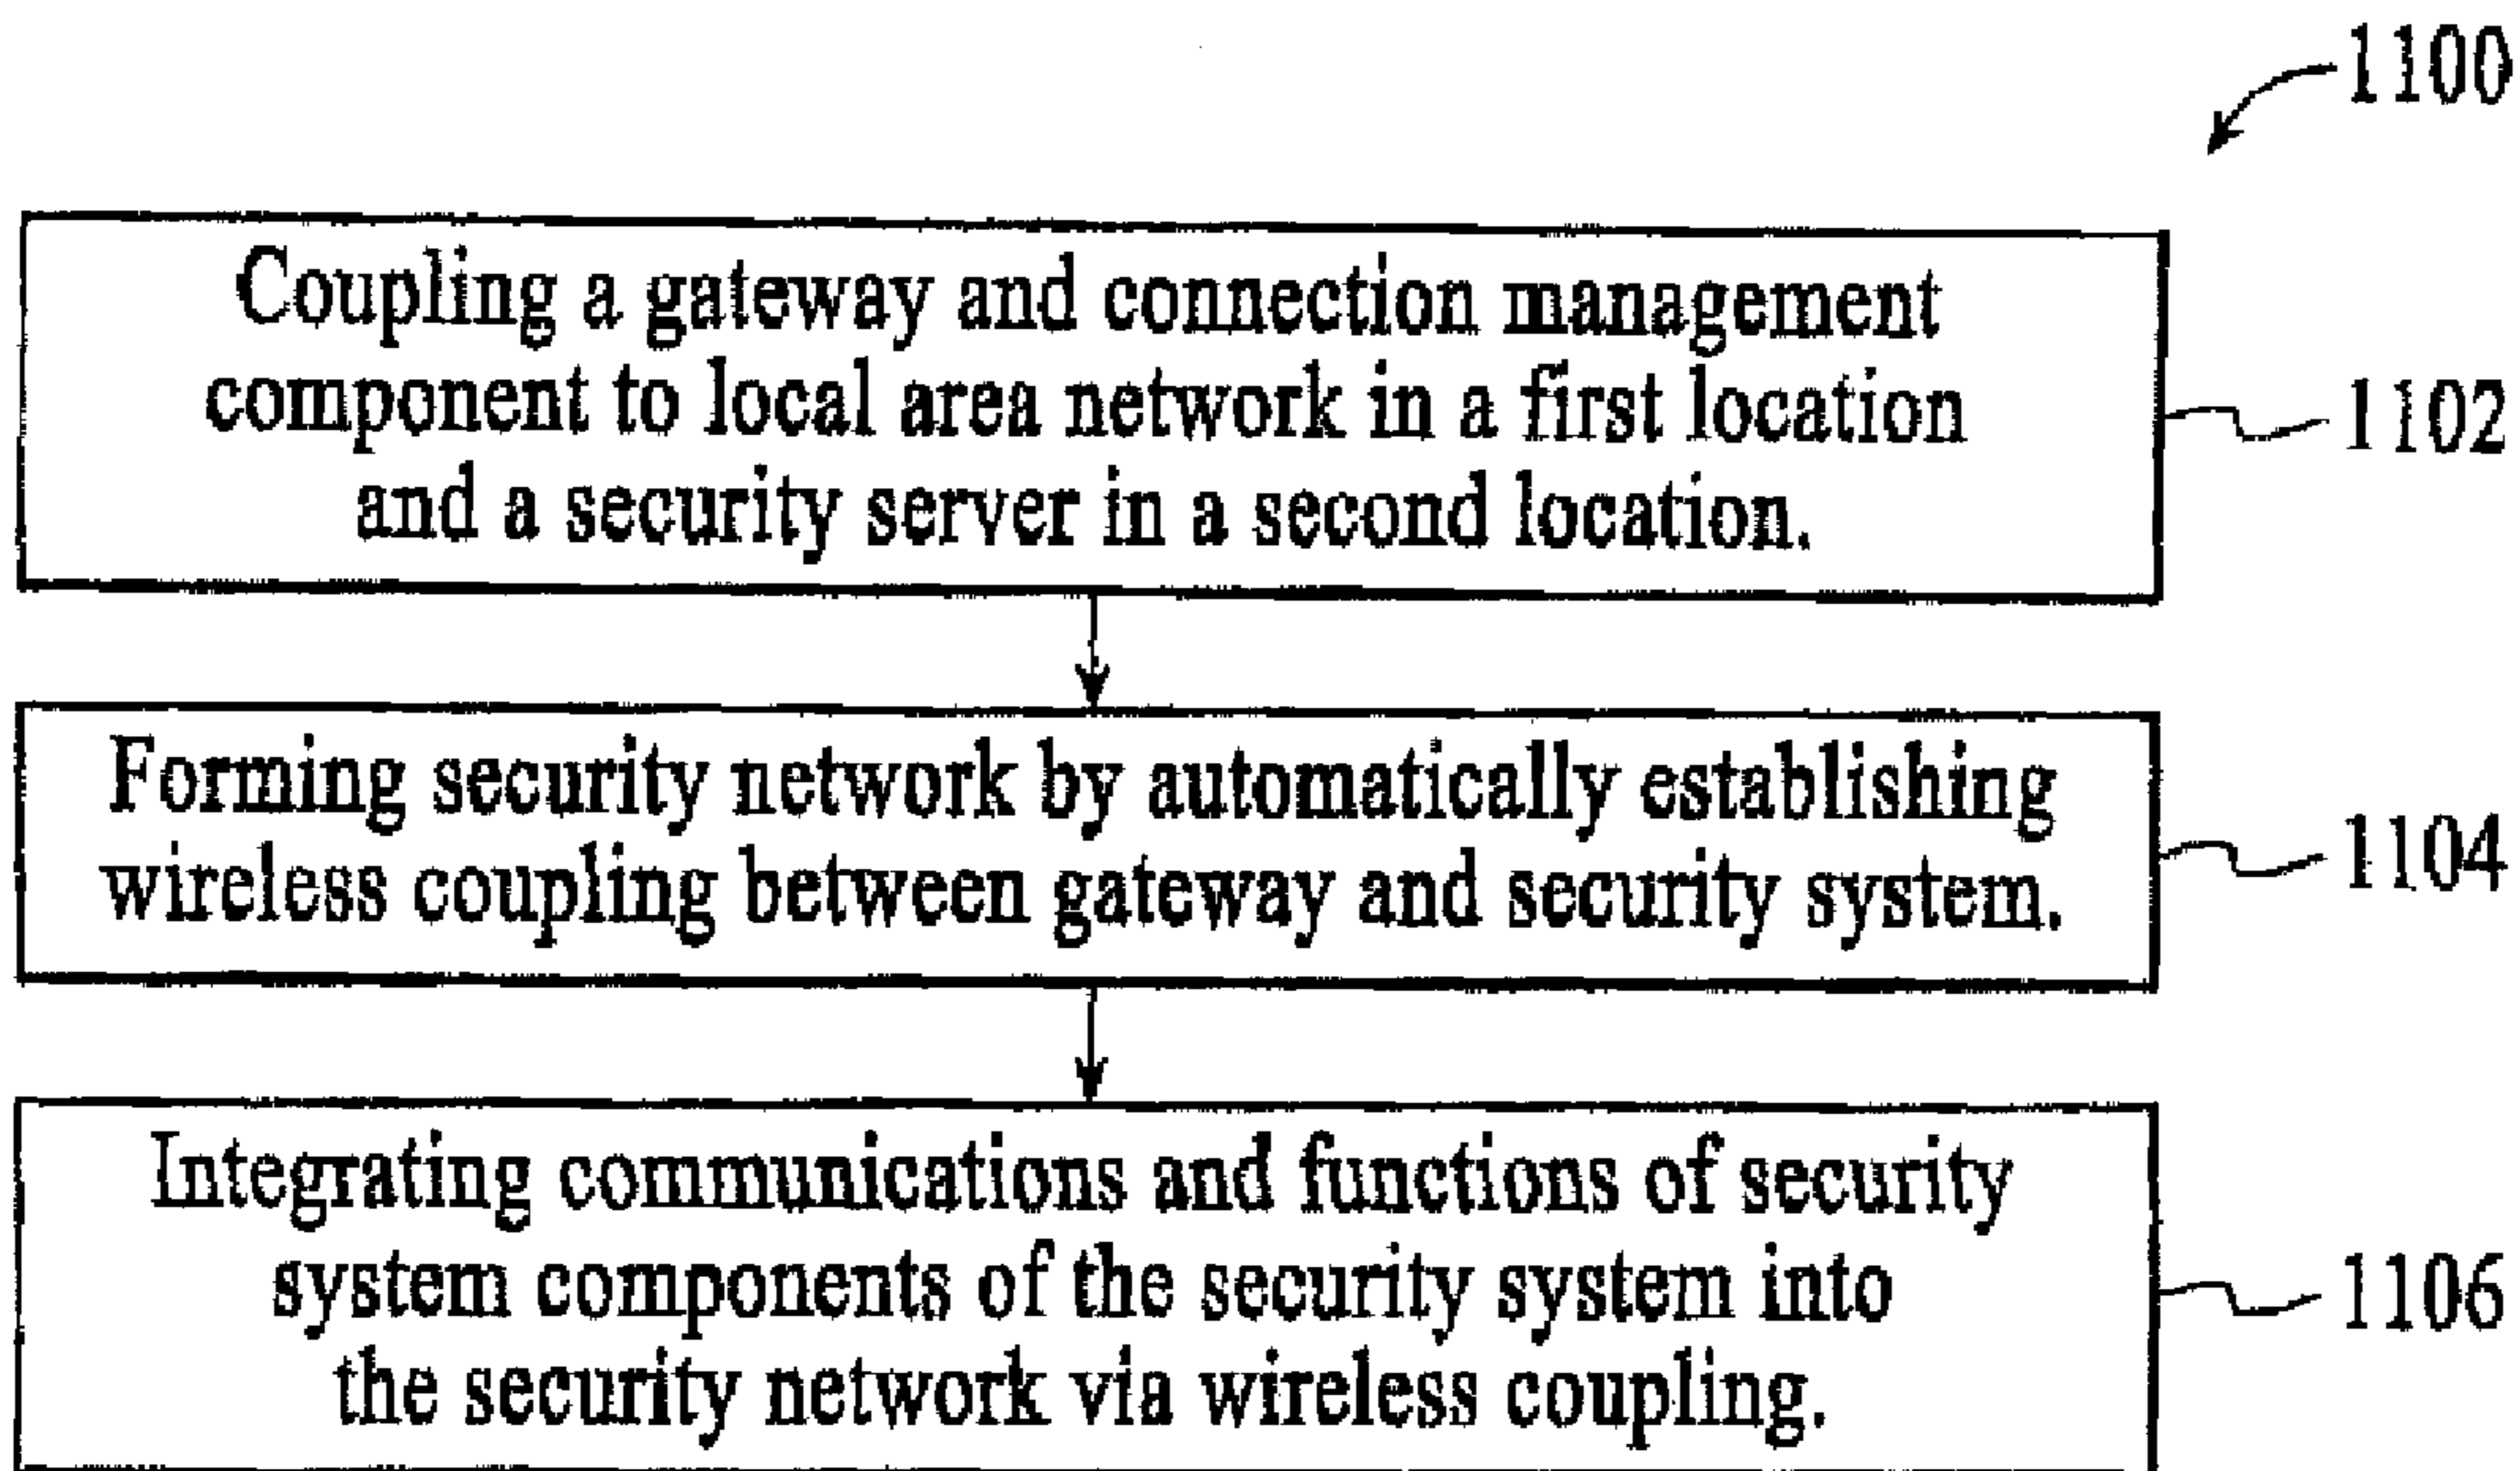 1100
Coupling a gateway and connection management
component to local area network in a first location
and a security server in a second location.
1102
Forming security network by automatically establishing
wireless coupling between gateway and security system.
1104
Integrating communications and functions of security
system components of the security system into
the security network via wireless coupling.
1106